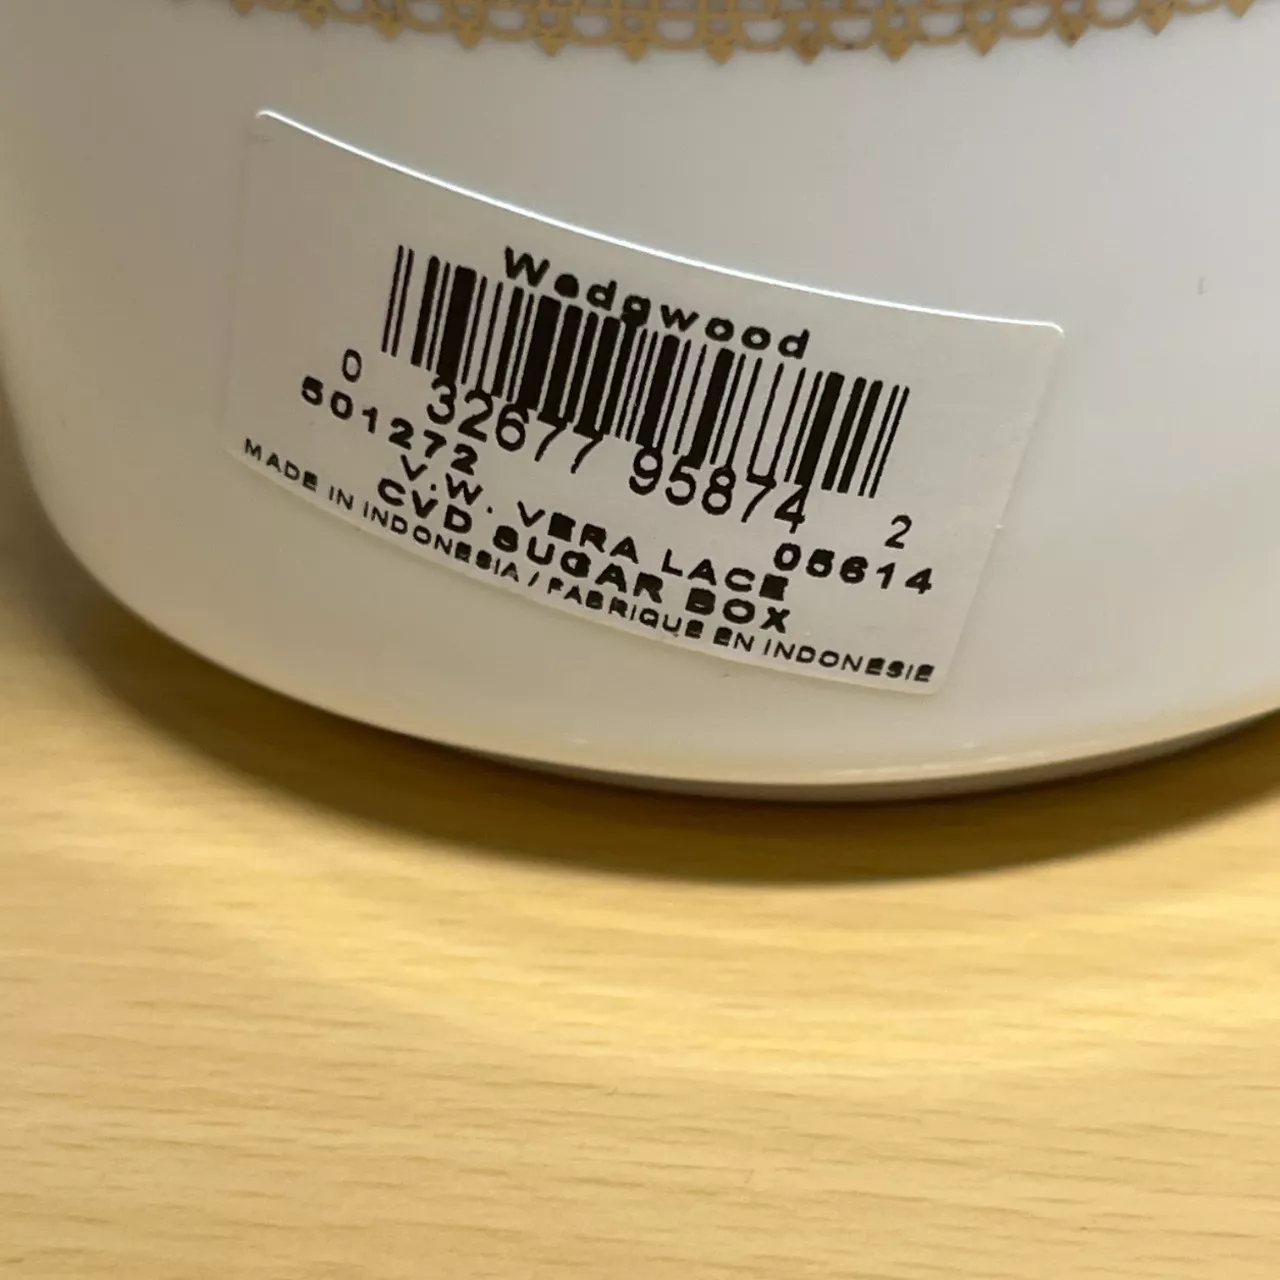 Wedgwood
0 32677 95874 2
501272 05614
V.W. VERA LACE
CVD SUGAR BOX
MADE IN INDONESIA / FABRIQUE EN INDONESIE